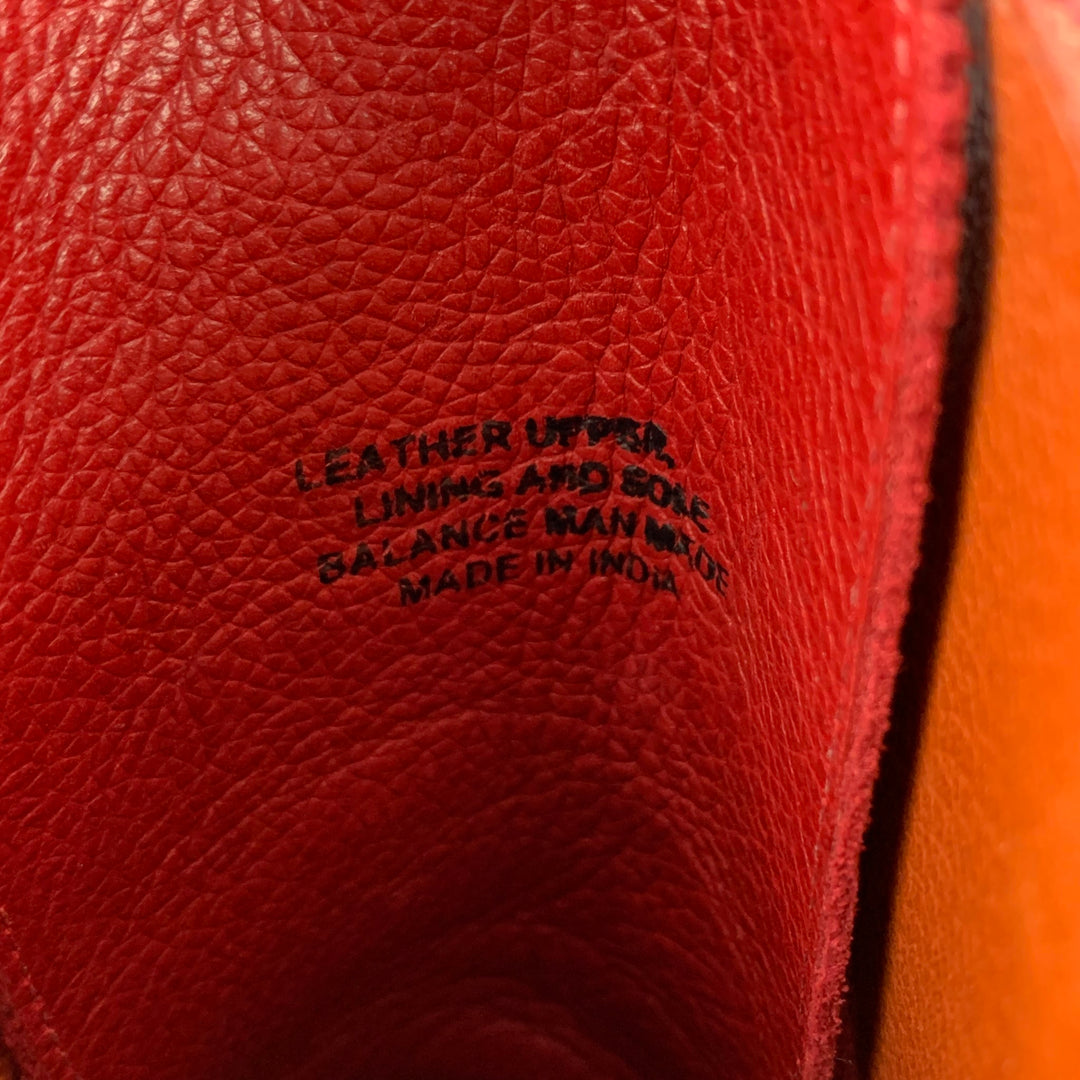 LEATHER UPPER,
LINING AND SOLE
BALANCE MAN MADE
MADE IN INDIA